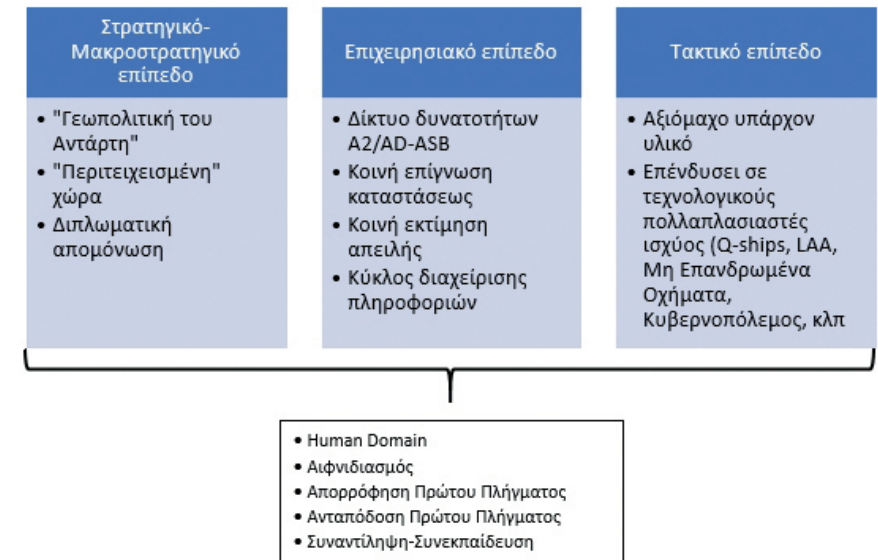 Στρατηγικό-
Μακροστρατηγικό
επίπεδο
• "Γεωπολιτική του
Αντάρτη"
• "Περιτειχεισμένη"
χώρα
• Διπλωματική
απομόνωση
Επιχειρησιακό επίπεδο
• Δίκτυο δυνατοτήτων
A2/AD-ASB
• Κοινή επίγνωση
καταστάσεως
• Κοινή εκτίμηση
απειλής
• Κύκλος διαχείρισης
πληροφοριών
Τακτικό επίπεδο
• Αξιόμαχο υπάρχον
υλικό
• Επένδυσει σε
τεχνολογικούς
πολλαπλασιαστές
ισχύος (Q-ships, LAA,
Μη Επανδρωμένα
Οχήματα,
Κυβερνοπόλεμος, κλπ
• Human Domain
• Αιφνιδιασμός
• Απορρόφηση Πρώτου Πλήγματος
• Ανταπόδοση Πρώτου Πλήγματος
• Συναντίληψη-Συνεκπαίδευση